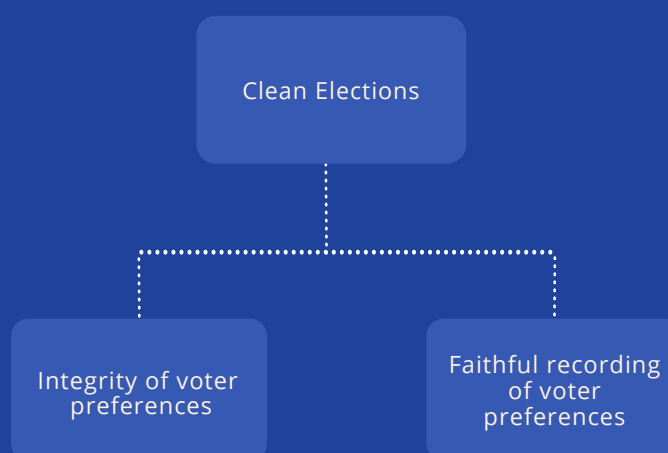 Clean Elections
Integrity of voter
preferences
Faithful recording
of voter
preferences